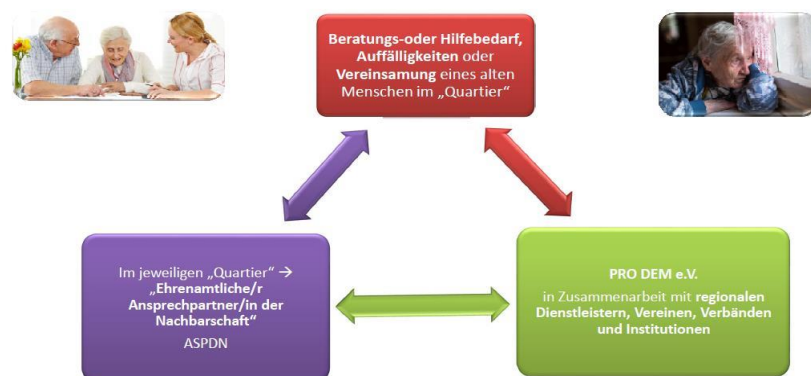 Beratungs-oder Hilfebedarf,
Auffälligkeiten oder
Vereinsamung eines alten
Menschen im „Quartier“
Im jeweiligen „Quartier“ →
„Ehrenamtliche/r
Ansprechpartner/in der
Nachbarschaft“
ASPDN
PRO DEM e.V.
in Zusammenarbeit mit regionalen
Dienstleistern, Vereinen, Verbänden
und Institutionen